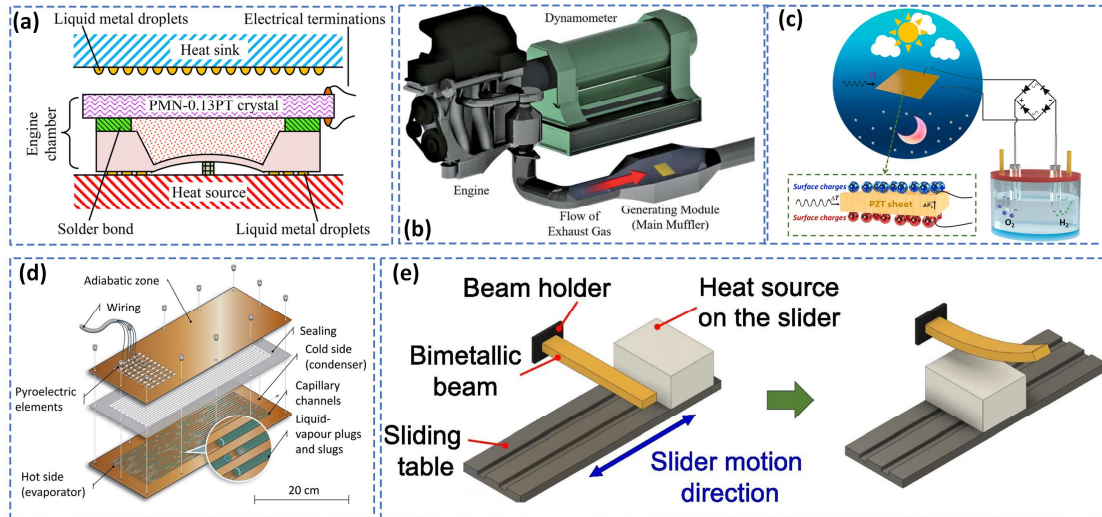 (a)
Liquid metal droplets
Electrical terminations
Heat sink
PMN-0.13PT crystal
Engine chamber
Heat source
Solder bond
Liquid metal droplets
(b)
Dynamometer
Engine
Flow of
Exhaust Gas
Generating Module
(Main Muffler)
(c)
ΔT
Surface charges
ΔT
PZT sheet
ΔPs
Surface charges
O2
H2
(d)
Adiabatic zone
Wiring
Sealing
Cold side
(condenser)
Pyroelectric
elements
Capillary
channels
Liquid-
vapour plugs
and slugs
Hot side
(evaporator)
20 cm
(e)
Beam holder
Heat source
on the slider
Bimetallic
beam
Sliding
table
Slider motion
direction